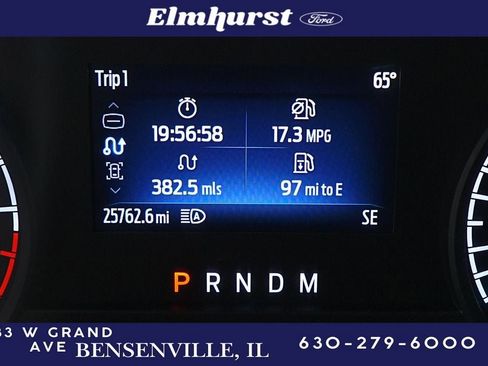 Elmhurst Ford
Trip 1 65°
19:56:58 17.3 MPG
382.5 mls 97 mi to E
25762.6 mi A SE
P R N D M
33 W GRAND
AVE BENSENVILLE, IL 630-279-6000